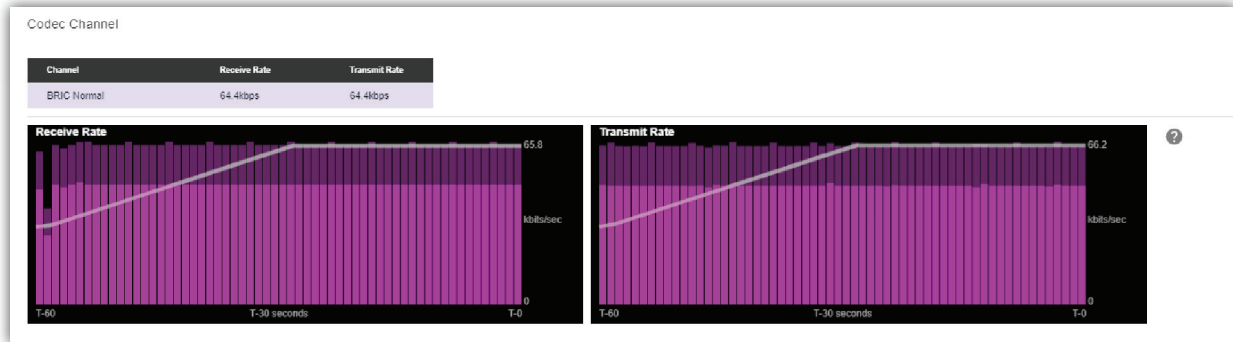 Codec Channel
Channel Receive Rate Transmit Rate
BRIC Normal 64.4kbps 64.4kbps
Receive Rate
65.8
kbits/sec
0
T-60 T-30 seconds T-0
Transmit Rate
66.2
kbits/sec
0
T-60 T-30 seconds T-0
?